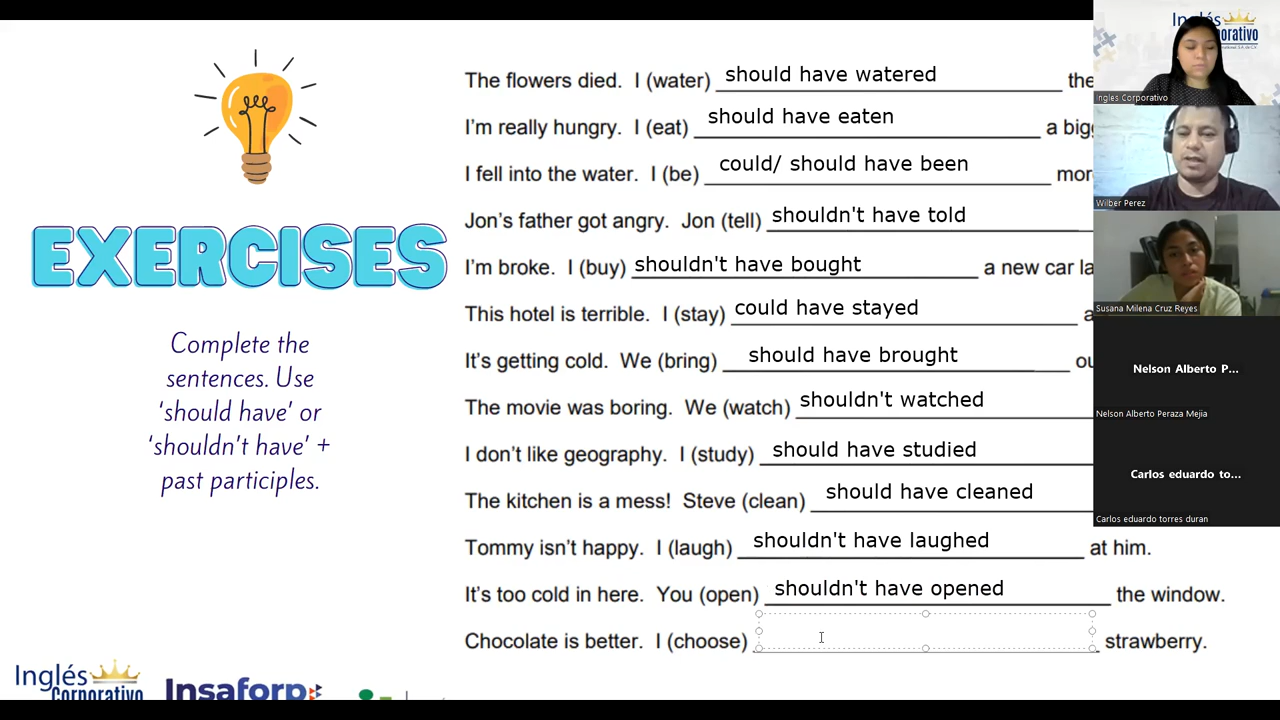 The flowers died. I (water) should have watered the
I'm really hungry. I (eat) should have eaten a big
I fell into the water. I (be) could/ should have been mor
Jon's father got angry. Jon (tell) shouldn't have told
I'm broke. I (buy) shouldn't have bought a new car la
This hotel is terrible. I (stay) could have stayed a
It's getting cold. We (bring) should have brought ou
The movie was boring. We (watch) shouldn't watched
I don't like geography. I (study) should have studied
The kitchen is a mess! Steve (clean) should have cleaned
Tommy isn't happy. I (laugh) shouldn't have laughed at him.
It's too cold in here. You (open) shouldn't have opened the window.
Chocolate is better. I (choose) strawberry.
EXERCISES
Complete the
sentences. Use
'should have' or
'shouldn't have' +
past participles.
Inglés
Corporativo
Insaforp
Inglés
orativo
Ingles Corporativo
Wilber Perez
Susana Milena Cruz Reyes
Nelson Alberto P...
Nelson Alberto Peraza Mejia
Carlos eduardo to...
Carlos eduardo torres duran